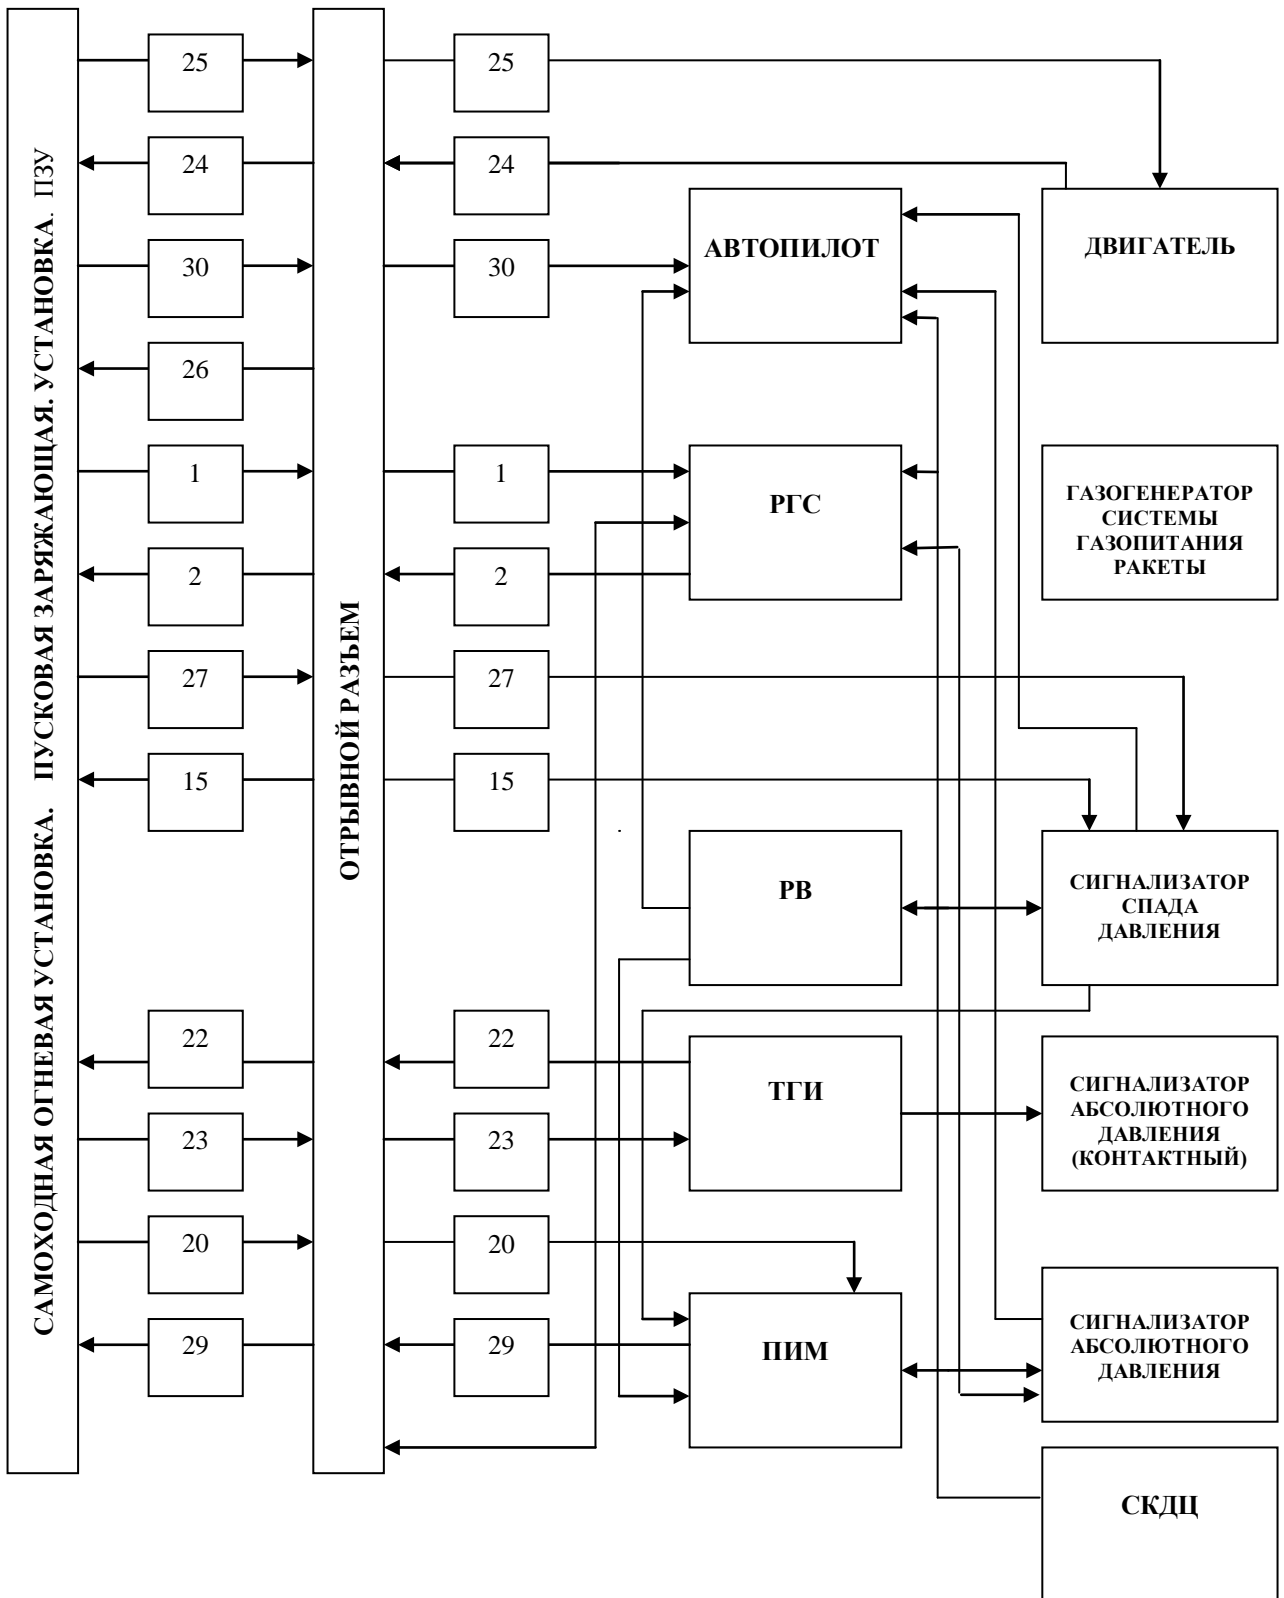 САМОХОДНАЯ ОГНЕВАЯ УСТАНОВКА. ПУСКОВАЯ ЗАРЯЖАЮЩАЯ. УСТАНОВКА. ПЗУ
25
24
30
26
1
2
27
15
22
23
20
29
ОТРЫВНОЙ РАЗЪЕМ
25
24
30
1
2
27
15
22
23
20
29
АВТОПИЛОТ
РГС
РВ
ТГИ
ПИМ
ДВИГАТЕЛЬ
ГАЗОГЕНЕРАТОР
СИСТЕМЫ
ГАЗОПИТАНИЯ
РАКЕТЫ
СИГНАЛИЗАТОР
СПАДА
ДАВЛЕНИЯ
СИГНАЛИЗАТОР
АБСОЛЮТНОГО
ДАВЛЕНИЯ
(КОНТАКТНЫЙ)
СИГНАЛИЗАТОР
АБСОЛЮТНОГО
ДАВЛЕНИЯ
СКДЦ